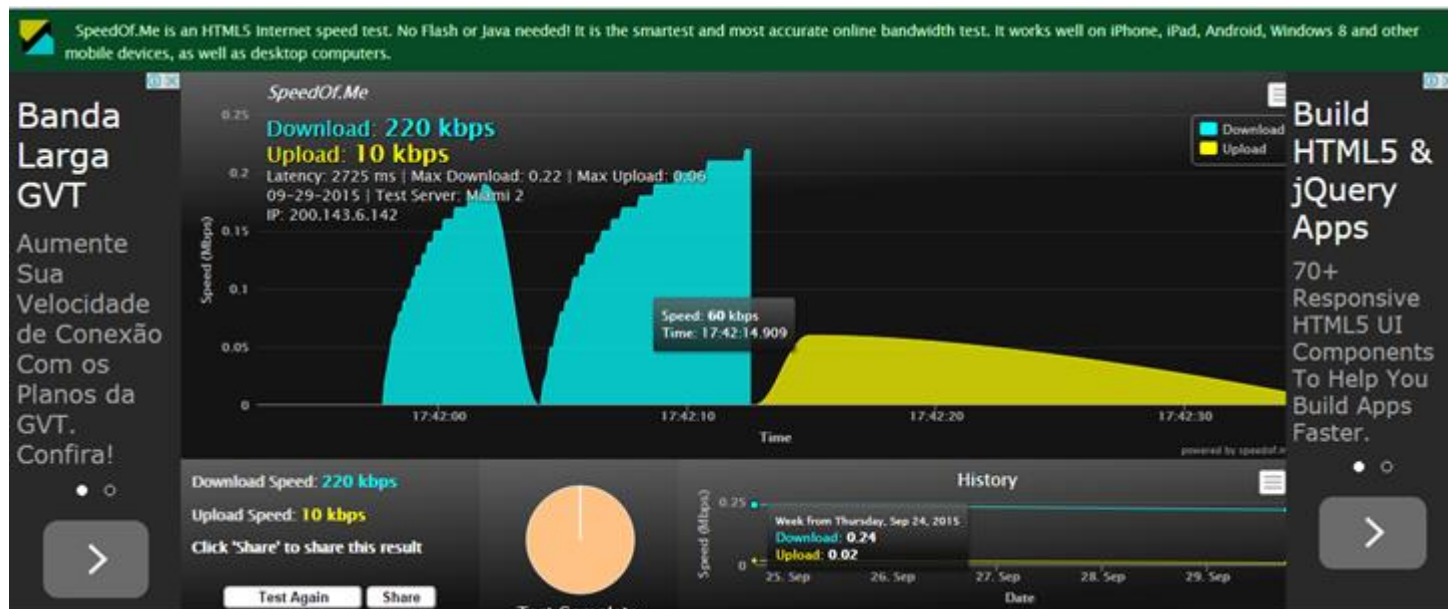 SpeedOf.Me is an HTML5 Internet speed test. No Flash or Java needed! It is the smartest and most accurate online bandwidth test. It works well on iPhone, iPad, Android, Windows 8 and other
mobile devices, as well as desktop computers.
Banda
Larga
GVT
Aumente
Sua
Velocidade
de Conexão
Com os
Planos da
GVT.
Confira!
SpeedOf.Me
Download: 220 kbps
Upload: 10 kbps
Latency: 2725 ms | Max Download: 0.22 | Max Upload: 0.06
09-29-2015 | Test Server: Miami 2
IP: 200.143.6.142
Download
Upload
Speed (Mbps)
0.25
0.2
0.15
0.1
0.05
0
Speed: 60 kbps
Time: 17:42:14.909
17:42:00
17:42:10
17:42:20
17:42:30
Time
powered by speedof.m
Download Speed: 220 kbps
Upload Speed: 10 kbps
Click 'Share' to share this result
Test Again
Share
History
Speed (Mbps)
0.25
0
Week from Thursday, Sep 24, 2015
Download: 0.24
Upload: 0.02
25. Sep
26. Sep
27. Sep
28. Sep
29. Sep
Date
Build
HTML5 &
jQuery
Apps
70+
Responsive
HTML5 UI
Components
To Help You
Build Apps
Faster.